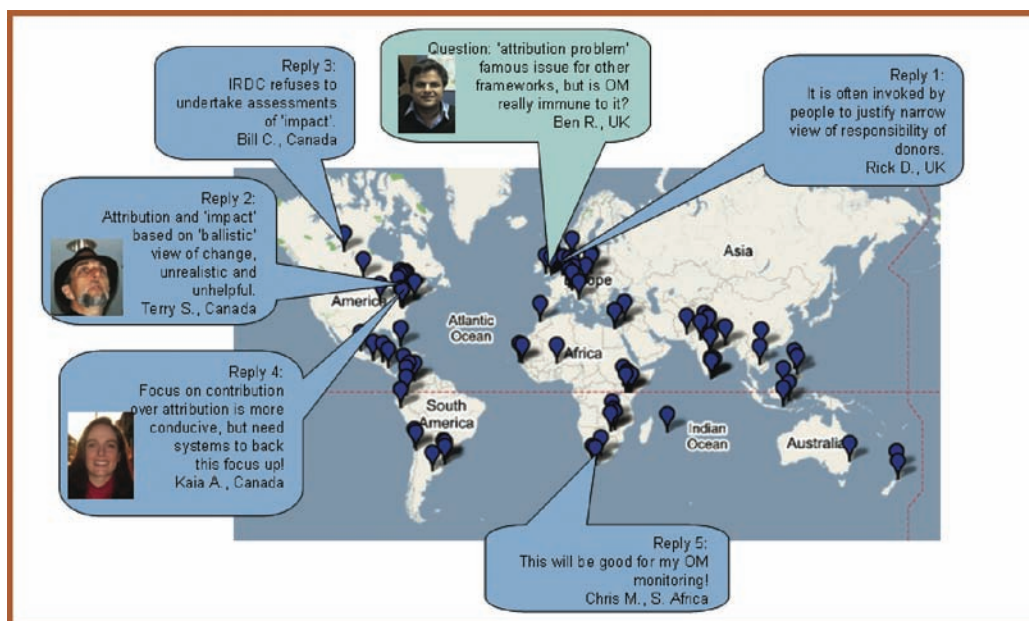 Question: 'attribution problem'
famous issue for other
frameworks, but is OM
really immune to it?
Ben R., UK
Reply 1:
It is often invoked by
people to justify narrow
view of responsibility of
donors.
Rick D., UK
Reply 2:
Attribution and 'impact'
based on 'ballistic'
view of change,
unrealistic and
unhelpful.
Terry S., Canada
Reply 3:
IRDC refuses to
undertake assessments
of 'impact'.
Bill C., Canada
Reply 4:
Focus on contribution
over attribution is more
conducive, but need
systems to back
this focus up!
Kaia A., Canada
Reply 5:
This will be good for my OM
monitoring!
Chris M., S. Africa
America
Atlantic
Ocean
South
America
Africa
Asia
Indian
Ocean
Australia